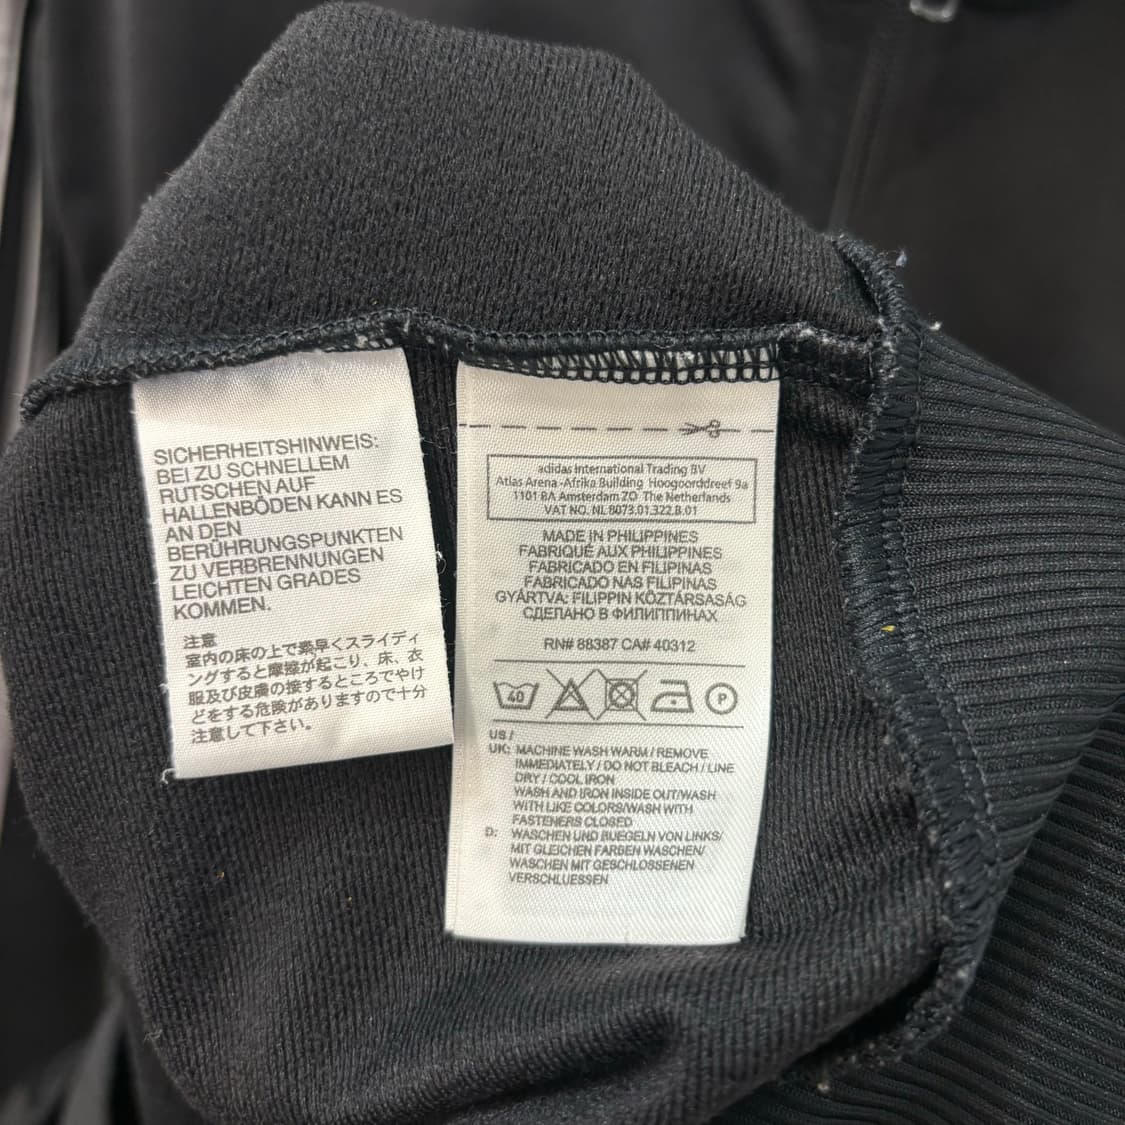 SICHERHEITSHINWEIS:
BEI ZU SCHNELLEM
RUTSCHEN AUF
HALLENBÖDEN KANN ES
AN DEN
BERÜHRUNGSPUNKTEN
ZU VERBRENNUNGEN
LEICHTEN GRADES
KOMMEN.
注意
室内の床の上で素早くスライディ
ングすると摩擦が起こり、床、衣
服及び皮膚の接するところでやけ
どをする危険がありますので十分
注意して下さい。
adidas International Trading BV
Atlas Arena -Afrika Building Hoogoorddreef 9a
1101 BA Amsterdam ZO The Netherlands
VAT NO. NL 8073.01.322.B.01
MADE IN PHILIPPINES
FABRIQUÉ AUX PHILIPPINES
FABRICADO EN FILIPINAS
FABRICADO NAS FILIPINAS
GYÁRTVA: FILIPPIN KÖZTÁRSASÁG
СДЕЛАНО В ФИЛИППИНАХ
RN# 88387 CA# 40312
40 P
US /
UK: MACHINE WASH WARM / REMOVE
IMMEDIATELY / DO NOT BLEACH / LINE
DRY / COOL IRON
WASH AND IRON INSIDE OUT/WASH
WITH LIKE COLORS/WASH WITH
FASTENERS CLOSED
D: WASCHEN UND BUEGELN VON LINKS/
MIT GLEICHEN FARBEN WASCHEN/
WASCHEN MIT GESCHLOSSENEN
VERSCHLUESSEN